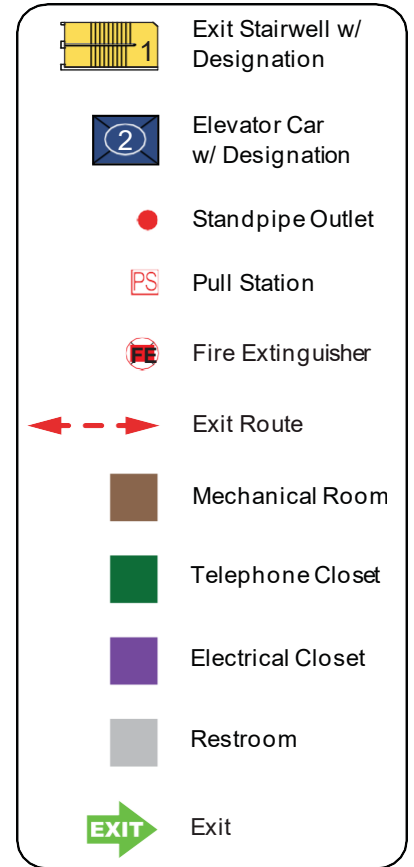 1 Exit Stairwell w/
Designation
2 Elevator Car
w/ Designation
Standpipe Outlet
PS Pull Station
FE Fire Extinguisher
Exit Route
Mechanical Room
Telephone Closet
Electrical Closet
Restroom
EXIT Exit